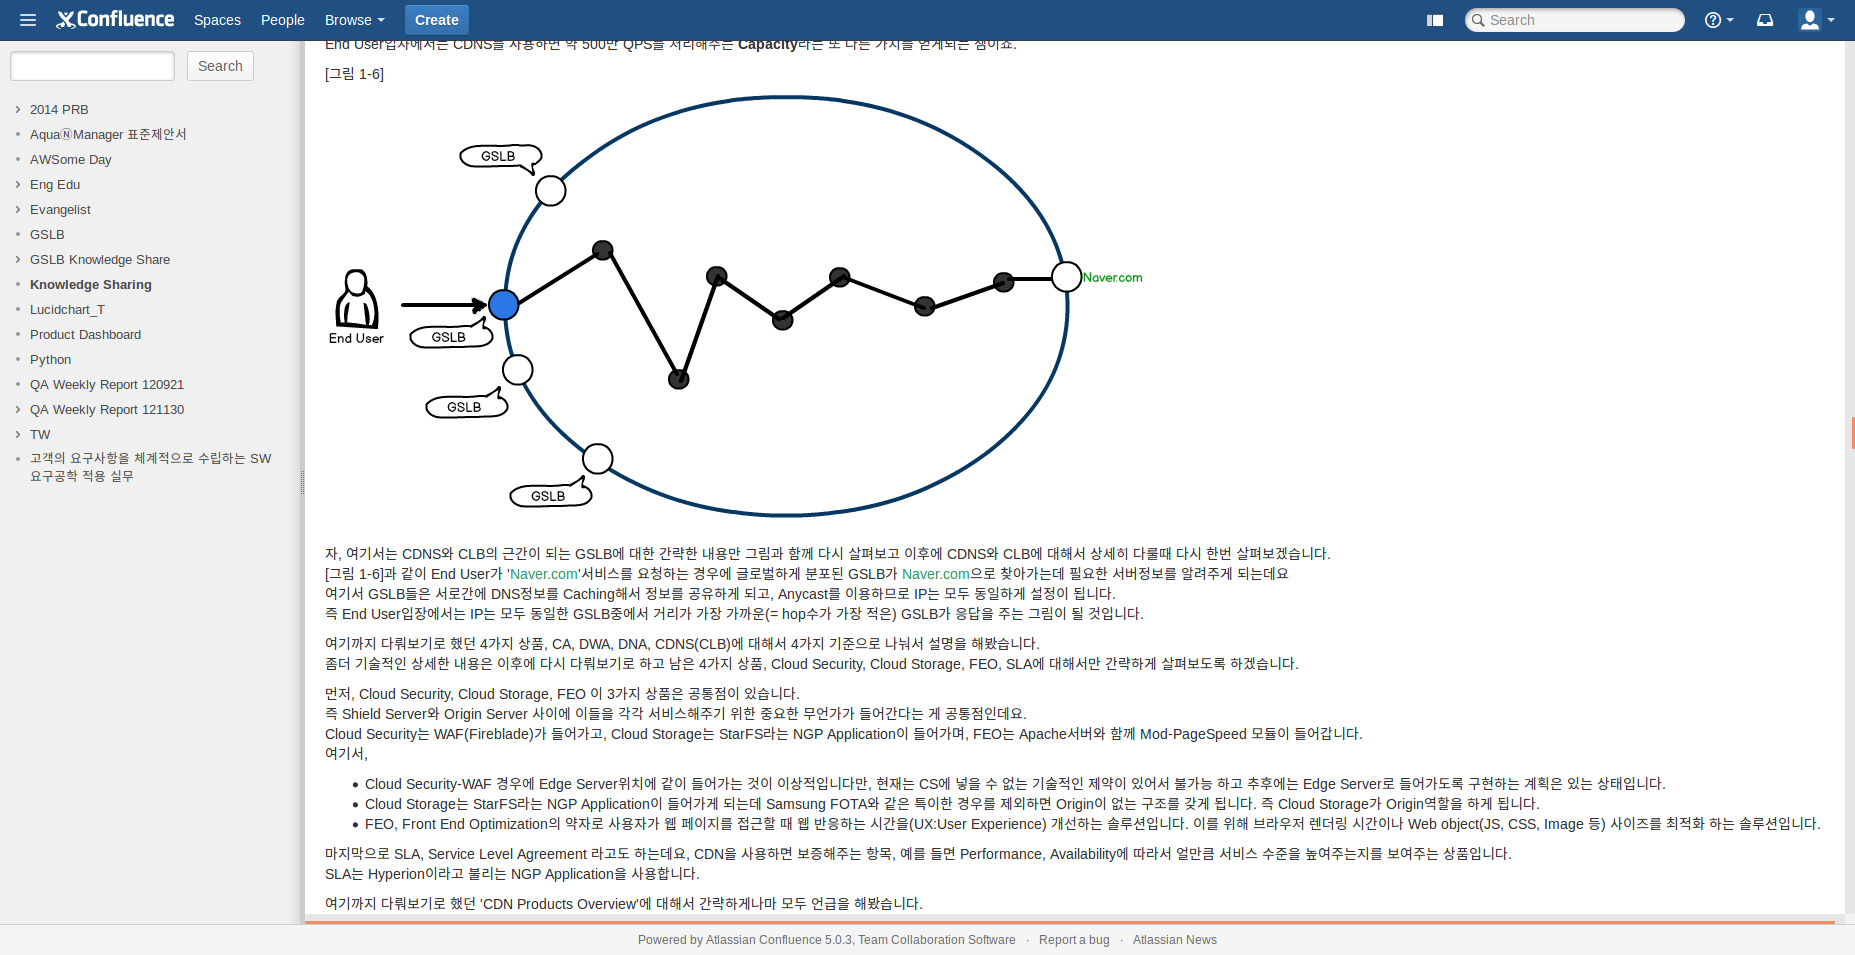 Confluence Spaces People Browse Create Search
Search
2014 PRB
AquaⓃManager 표준제안서
AWSome Day
Eng Edu
Evangelist
GSLB
GSLB Knowledge Share
Knowledge Sharing
Lucidchart_T
Product Dashboard
Python
QA Weekly Report 120921
QA Weekly Report 121130
TW
고객의 요구사항을 체계적으로 수립하는 SW
요구공학 적용 실무
End User입자에서는 CDNS를 사용하면 약 500만 QPS를 처리해주는 Capacity라는 또 다른 가치를 얻게되는 셈이죠.
[그림 1-6]
GSLB
Naver.com
End User
GSLB
GSLB
GSLB
자, 여기서는 CDNS와 CLB의 근간이 되는 GSLB에 대한 간략한 내용만 그림과 함께 다시 살펴보고 이후에 CDNS와 CLB에 대해서 상세히 다룰때 다시 한번 살펴보겠습니다.
[그림 1-6]과 같이 End User가 'Naver.com'서비스를 요청하는 경우에 글로벌하게 분포된 GSLB가 Naver.com으로 찾아가는데 필요한 서버정보를 알려주게 되는데요
여기서 GSLB들은 서로간에 DNS정보를 Caching해서 정보를 공유하게 되고, Anycast를 이용하므로 IP는 모두 동일하게 설정이 됩니다.
즉 End User입장에서는 IP는 모두 동일한 GSLB중에서 거리가 가장 가까운(= hop수가 가장 적은) GSLB가 응답을 주는 그림이 될 것입니다.
여기까지 다뤄보기로 했던 4가지 상품, CA, DWA, DNA, CDNS(CLB)에 대해서 4가지 기준으로 나눠서 설명을 해봤습니다.
좀더 기술적인 상세한 내용은 이후에 다시 다뤄보기로 하고 남은 4가지 상품, Cloud Security, Cloud Storage, FEO, SLA에 대해서만 간략하게 살펴보도록 하겠습니다.
먼저, Cloud Security, Cloud Storage, FEO 이 3가지 상품은 공통점이 있습니다.
즉 Shield Server와 Origin Server 사이에 이들을 각각 서비스해주기 위한 중요한 무언가가 들어간다는 게 공통점인데요.
Cloud Security는 WAF(Fireblade)가 들어가고, Cloud Storage는 StarFS라는 NGP Application이 들어가며, FEO는 Apache서버와 함께 Mod-PageSpeed 모듈이 들어갑니다.
여기서,
Cloud Security-WAF 경우에 Edge Server위치에 같이 들어가는 것이 이상적입니다만, 현재는 CS에 넣을 수 없는 기술적인 제약이 있어서 불가능 하고 추후에는 Edge Server로 들어가도록 구현하는 계획은 있는 상태입니다.
Cloud Storage는 StarFS라는 NGP Application이 들어가게 되는데 Samsung FOTA와 같은 특이한 경우를 제외하면 Origin이 없는 구조를 갖게 됩니다. 즉 Cloud Storage가 Origin역할을 하게 됩니다.
FEO, Front End Optimization의 약자로 사용자가 웹 페이지를 접근할 때 웹 반응하는 시간을(UX:User Experience) 개선하는 솔루션입니다. 이를 위해 브라우저 렌더링 시간이나 Web object(JS, CSS, Image 등) 사이즈를 최적화 하는 솔루션입니다.
마지막으로 SLA, Service Level Agreement 라고도 하는데요, CDN을 사용하면 보증해주는 항목, 예를 들면 Performance, Availability에 따라서 얼만큼 서비스 수준을 높여주는지를 보여주는 상품입니다.
SLA는 Hyperion이라고 불리는 NGP Application을 사용합니다.
여기까지 다뤄보기로 했던 'CDN Products Overview'에 대해서 간략하게나마 모두 언급을 해봤습니다.
Powered by Atlassian Confluence 5.0.3, Team Collaboration Software · Report a bug · Atlassian News